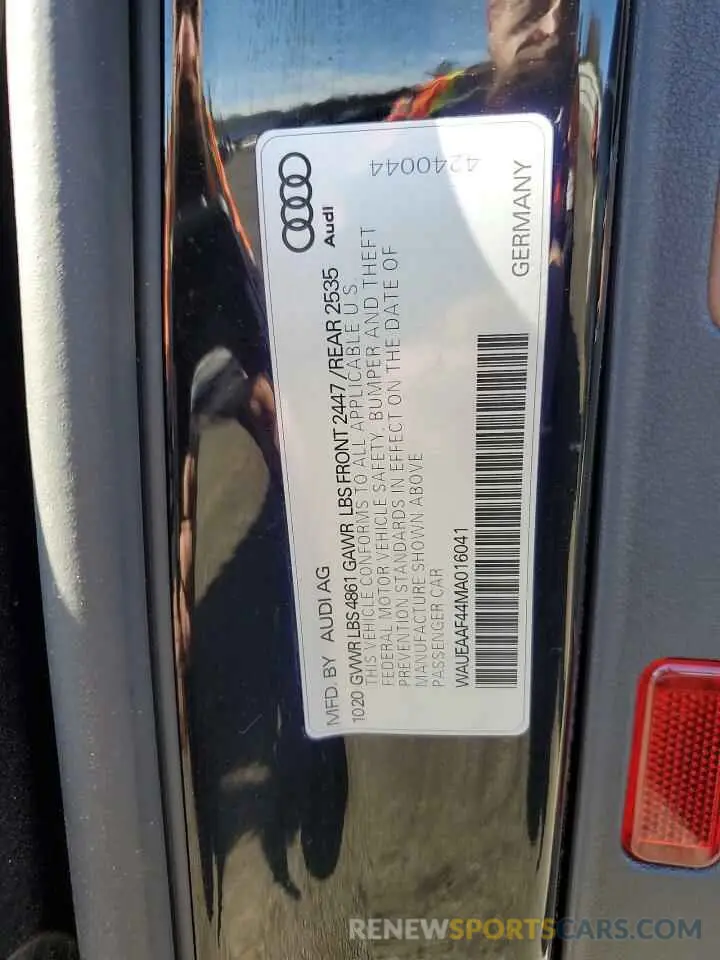 4240044
Audi
MFD. BY AUDI AG
1020 GVWR LBS 4861 GAWR LBS FRONT 2447 /REAR 2535
THIS VEHICLE CONFORMS TO ALL APPLICABLE U S
FEDERAL MOTOR VEHICLE SAFETY, BUMPER AND THEFT
PREVENTION STANDARDS IN EFFECT ON THE DATE OF
MANUFACTURE SHOWN ABOVE
PASSENGER CAR
WAUEAAF44MA016041
GERMANY
RENEWSPORTSCARS.COM